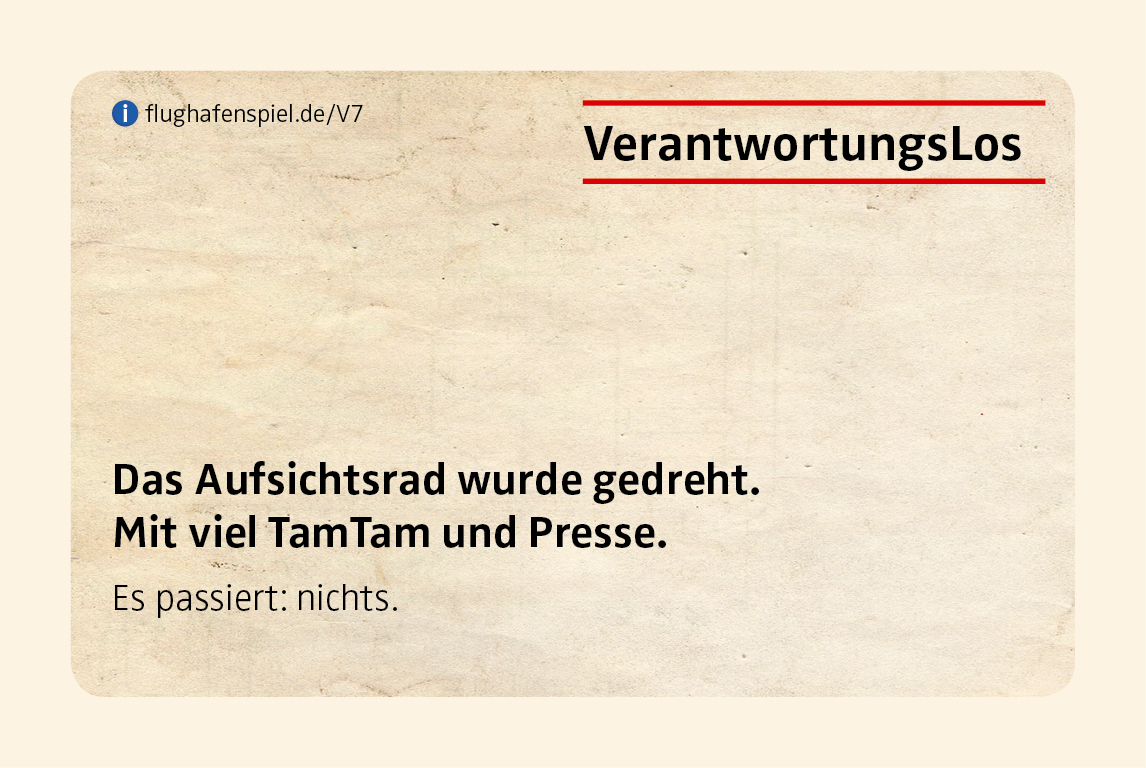 i flughafenspiel.de/V7
VerantwortungsLos
Das Aufsichtsrad wurde gedreht.
Mit viel TamTam und Presse.
Es passiert: nichts.